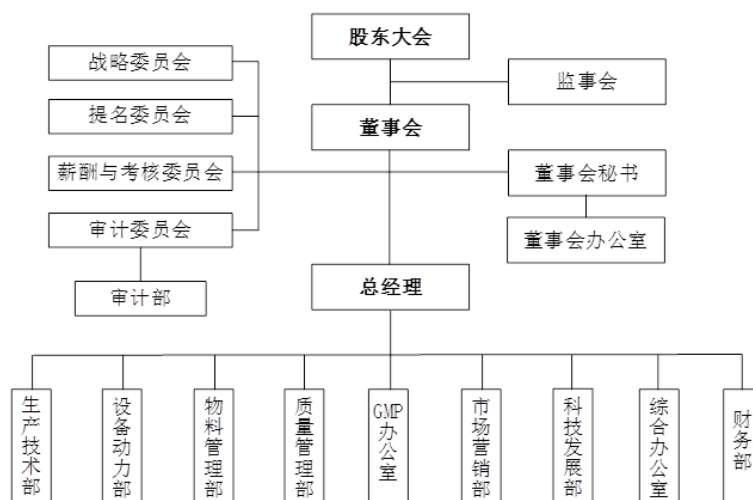 股东大会
战略委员会
监事会
提名委员会
董事会
薪酬与考核委员会
董事会秘书
审计委员会
董事会办公室
总经理
审计部
生产技术部
设备动力部
物料管理部
质量管理部
GMP办公室
市场营销部
科技发展部
综合办公室
财务部